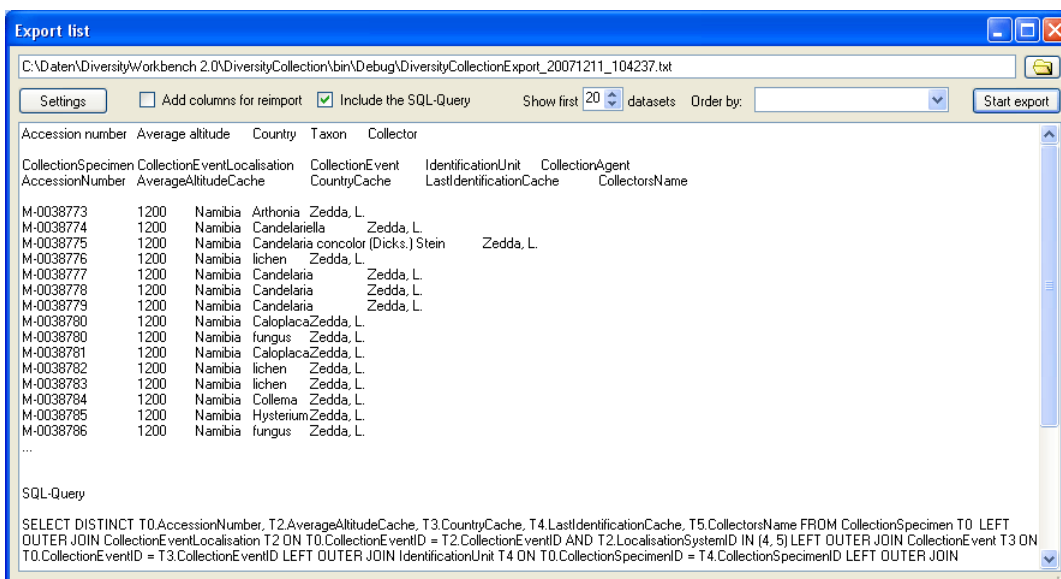 Export list
C:\Daten\DiversityWorkbench 2.0\DiversityCollection\bin\Debug\DiversityCollectionExport_20071211_104237.txt
Settings Add columns for reimport Include the SQL-Query Show first 20 datasets Order by: Start export
Accession number Average altitude Country Taxon Collector
CollectionSpecimen CollectionEventLocalisation CollectionEvent IdentificationUnit CollectionAgent
AccessionNumber AverageAltitudeCache CountryCache LastIdentificationCache CollectorsName
M-0038773 1200 Namibia Arthonia Zedda, L.
M-0038774 1200 Namibia Candelariella Zedda, L.
M-0038775 1200 Namibia Candelaria concolor (Dicks.) Stein Zedda, L.
M-0038776 1200 Namibia lichen Zedda, L.
M-0038777 1200 Namibia Candelaria Zedda, L.
M-0038778 1200 Namibia Candelaria Zedda, L.
M-0038779 1200 Namibia Candelaria Zedda, L.
M-0038780 1200 Namibia CaloplacaZedda, L.
M-0038780 1200 Namibia fungus Zedda, L.
M-0038781 1200 Namibia CaloplacaZedda, L.
M-0038782 1200 Namibia lichen Zedda, L.
M-0038783 1200 Namibia lichen Zedda, L.
M-0038784 1200 Namibia Collema Zedda, L.
M-0038785 1200 Namibia HysteriumZedda, L.
M-0038786 1200 Namibia fungus Zedda, L.
...
SQL-Query
SELECT DISTINCT T0.AccessionNumber, T2.AverageAltitudeCache, T3.CountryCache, T4.LastIdentificationCache, T5.CollectorsName FROM CollectionSpecimen T0 LEFT
OUTER JOIN CollectionEventLocalisation T2 ON T0.CollectionEventID = T2.CollectionEventID AND T2.LocalisationSystemID IN (4, 5) LEFT OUTER JOIN CollectionEvent T3 ON
T0.CollectionEventID = T3.CollectionEventID LEFT OUTER JOIN IdentificationUnit T4 ON T0.CollectionSpecimenID = T4.CollectionSpecimenID LEFT OUTER JOIN